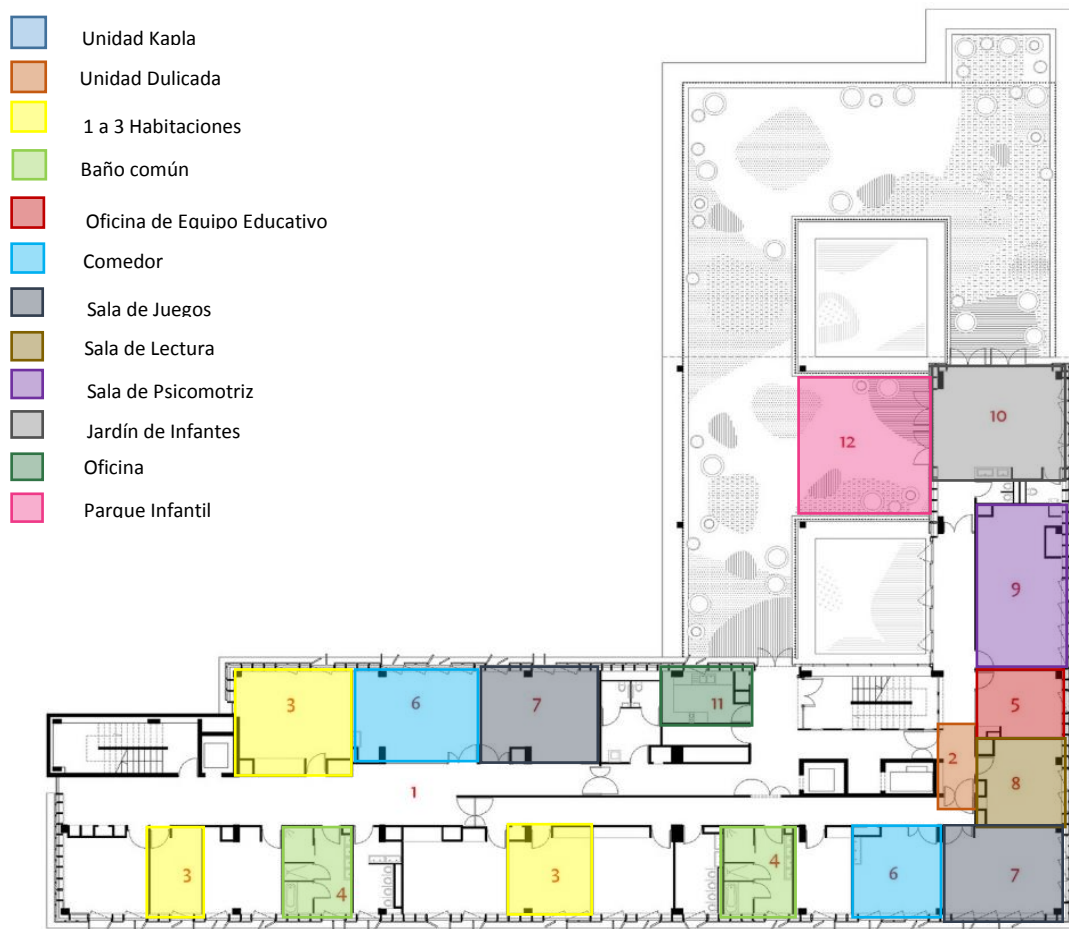 Unidad Kapla
Unidad Dulicada
1 a 3 Habitaciones
Baño común
Oficina de Equipo Educativo
Comedor
Sala de Juegos
Sala de Lectura
Sala de Psicomotriz
Jardín de Infantes
Oficina
Parque Infantil
10
12
9
3
6
7
11
5
2
8
1
3
4
3
4
6
7